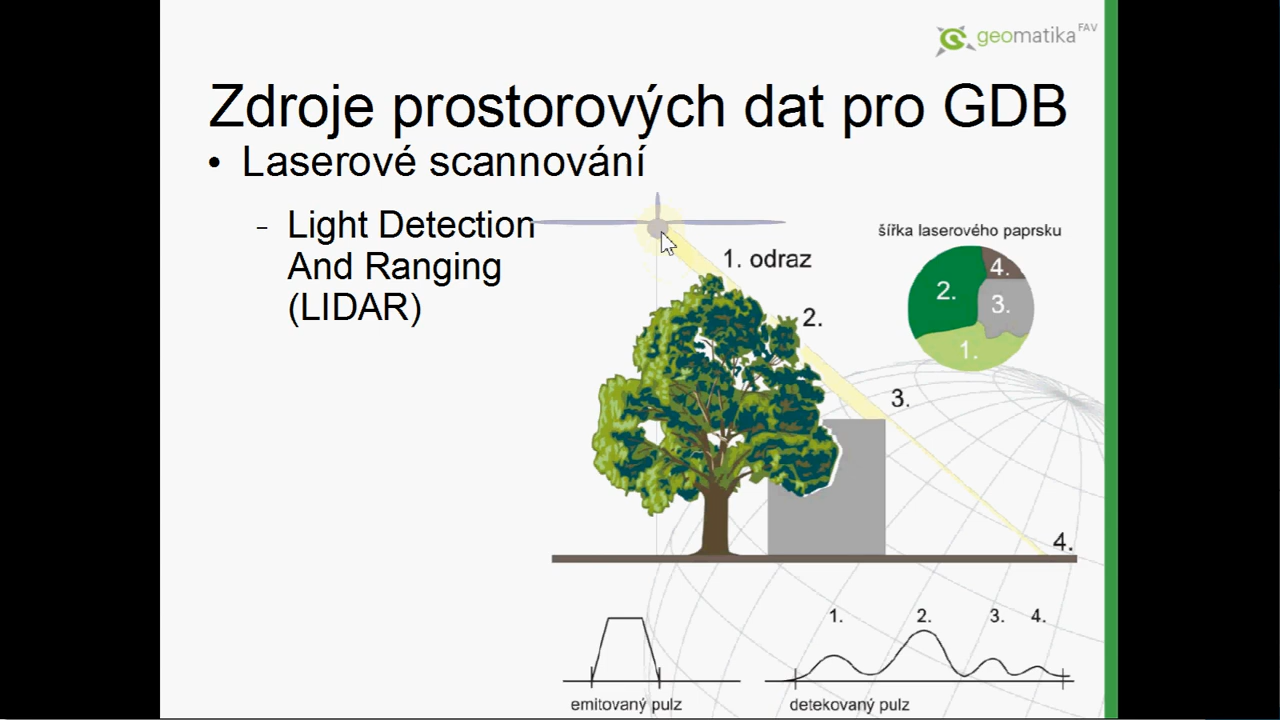 geomatika FAV
Zdroje prostorových dat pro GDB
• Laserové scannování
– Light Detection
And Ranging
(LIDAR)
šířka laserového paprsku
1. odraz
2.
3.
4.
2.
4.
3.
1.
1.
2.
3.
4.
emitovaný pulz
detekovaný pulz